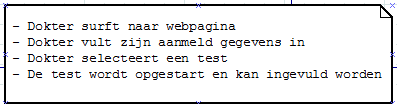 - Dokter surft naar webpagina
- Dokter vult zijn aanmeld gegevens in
- Dokter selecteert een test
- De test wordt opgestart en kan ingevuld worden